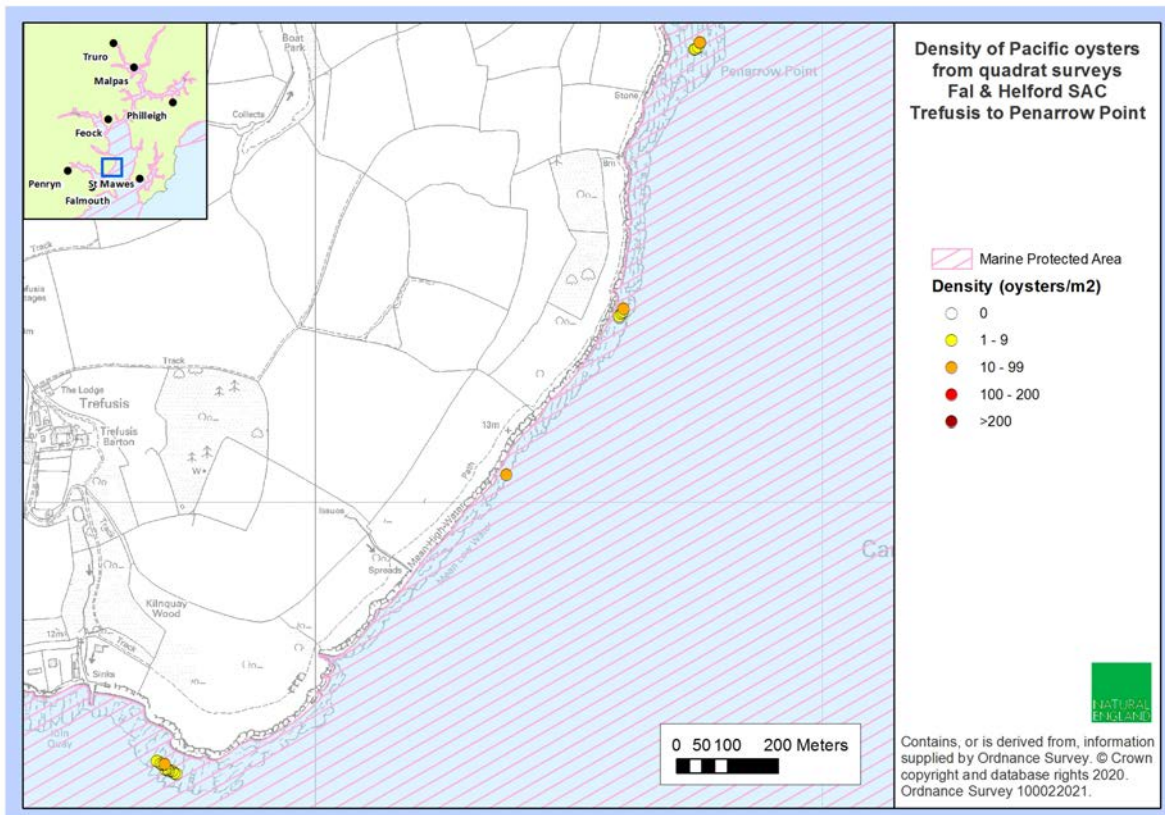 Density of Pacific oysters
from quadrat surveys
Fal & Helford SAC
Trefusis to Penarrow Point
Marine Protected Area
Density (oysters/m2)
0
1 - 9
10 - 99
100 - 200
>200
NATURAL
ENGLAND
Contains, or is derived from, information
supplied by Ordnance Survey. © Crown
copyright and database rights 2020.
Ordnance Survey 100022021.
Truro
Malpas
Philleigh
Feock
Penryn
St Mawes
Falmouth
Boat
Park
Collects
Penarrow Point
Stone
8m
Track
Track
The Lodge
Trefusis
Trefusis
Barton
W+
13m
Path
Issues
Mean High Water
Mean Low Water
Spreads
Track
Kilnquay
Wood
12m
Track
Sinks
Quay
0 50 100 200 Meters